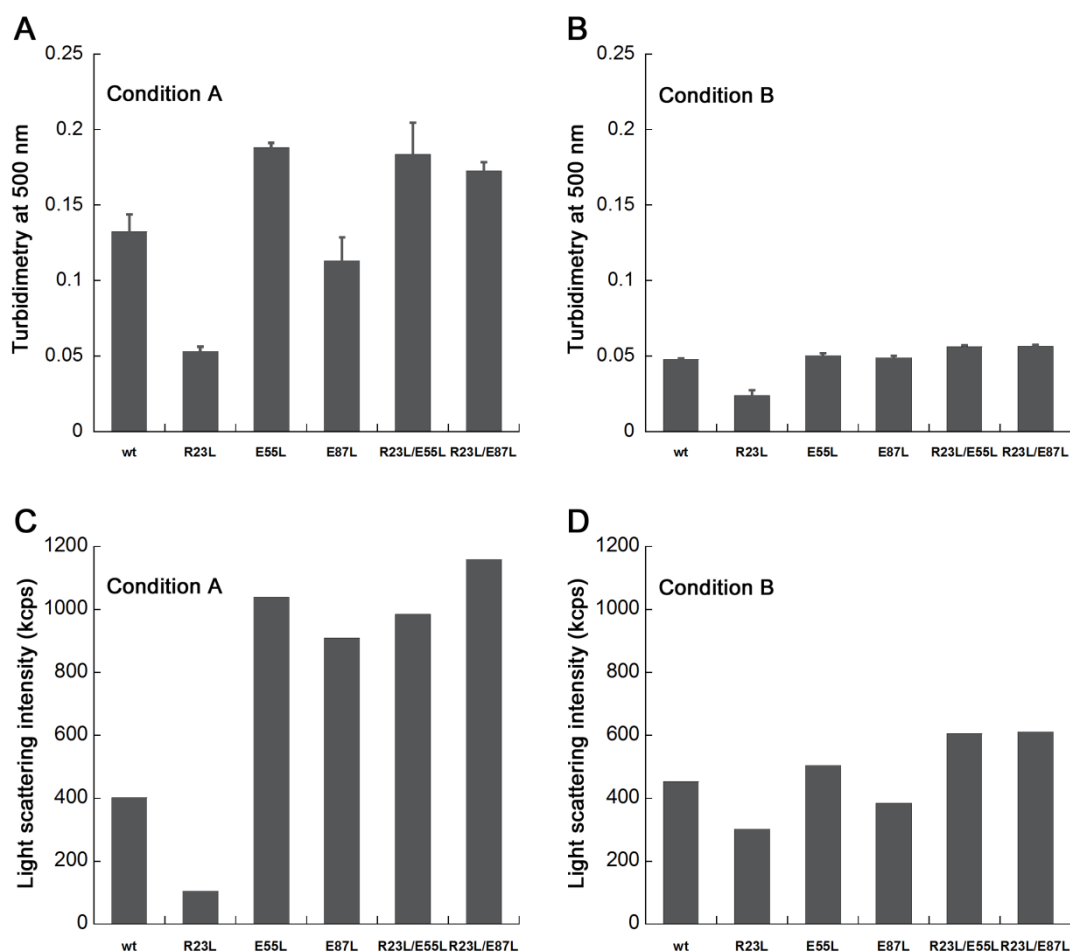 A
Condition A
Turbidimetry at 500 nm
0.25
0.2
0.15
0.1
0.05
0
wt R23L E55L E87L R23L/E55L R23L/E87L
B
Condition B
Turbidimetry at 500 nm
0.25
0.2
0.15
0.1
0.05
0
wt R23L E55L E87L R23L/E55L R23L/E87L
C
Condition A
Light scattering intensity (kcps)
1200
1000
800
600
400
200
0
wt R23L E55L E87L R23L/E55L R23L/E87L
D
Condition B
Light scattering intensity (kcps)
1200
1000
800
600
400
200
0
wt R23L E55L E87L R23L/E55L R23L/E87L